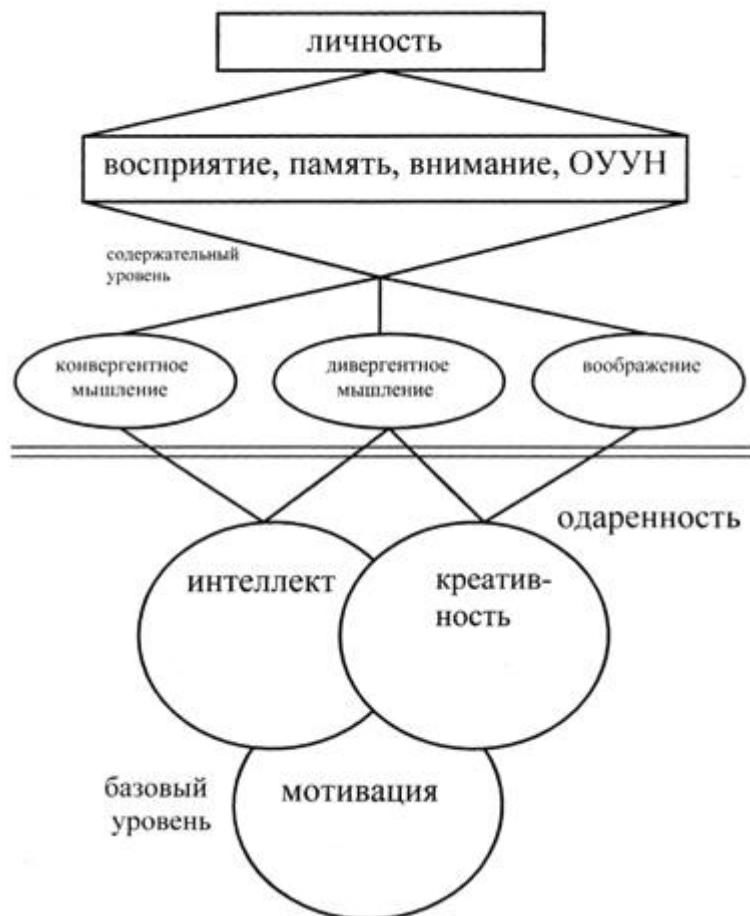 личность
восприятие, память, внимание, ОУУН
содержательный
уровень
конвергентное
мышление
дивергентное
мышление
воображение
одаренность
интеллект
креатив-
ность
базовый
уровень
мотивация